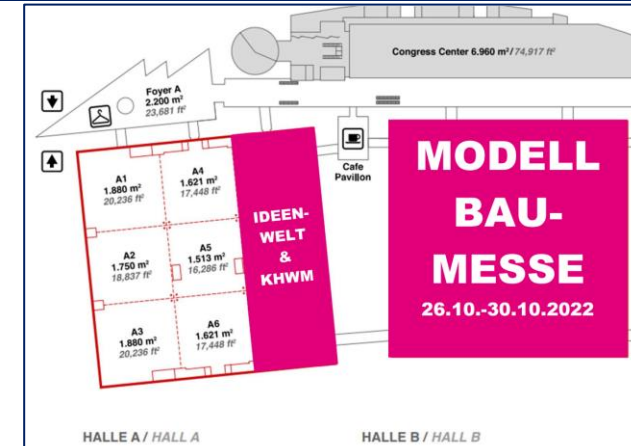 Congress Center 6.960 m²/ 74,917 ft²
Foyer A
2.200 m²
23,681 ft²
Cafe
Pavillon
A1
1.880 m²
20,236 ft²
A4
1.621 m²
17,448 ft²
A2
1.750 m²
18,837 ft²
A5
1.513 m²
16,286 ft²
A3
1.880 m²
20,236 ft²
A6
1.621 m²
17,448 ft²
IDEEN-
WELT
&
KHWM
MODELL
BAU-
MESSE
26.10.-30.10.2022
HALLE A / HALL A
HALLE B / HALL B